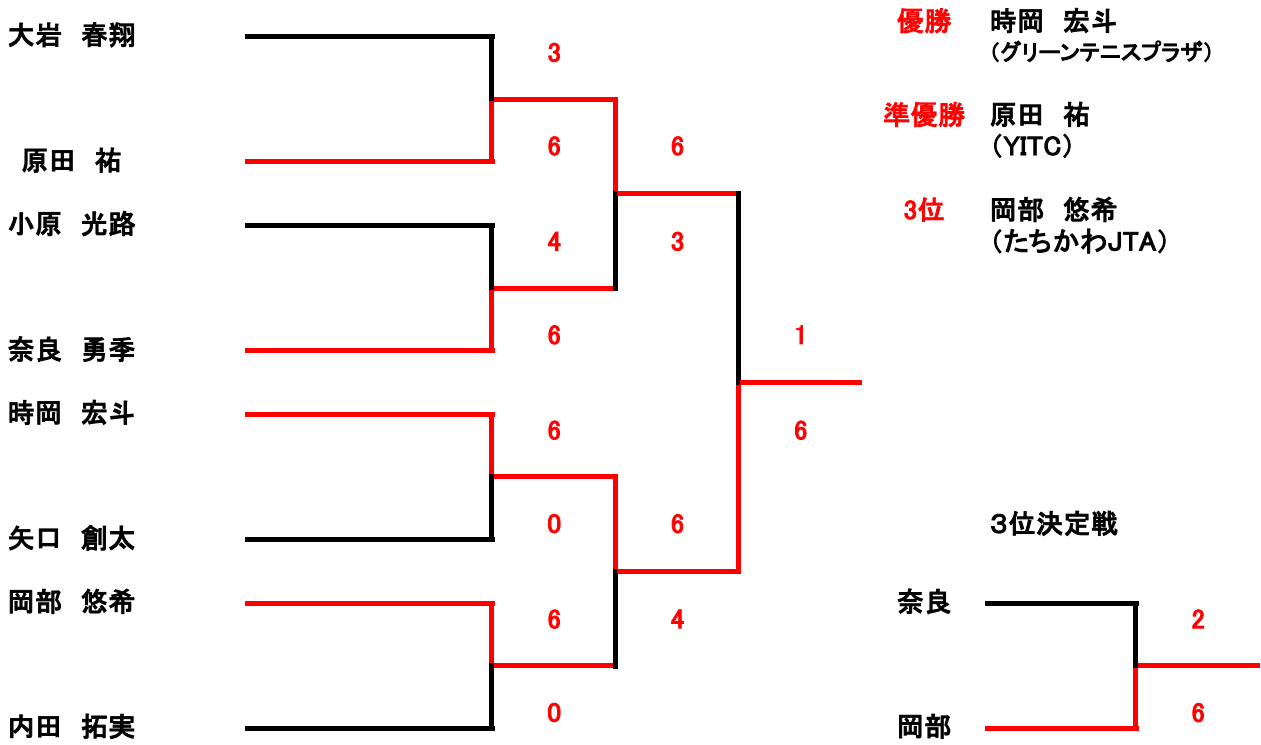 大岩　春翔
3
6
原田　祐
6
3
小原　光路
4
6
奈良　勇季
1
6
時岡　宏斗
6
0
矢口　創太
6
4
岡部　悠希
6
0
内田　拓実
優勝　時岡　宏斗
（グリーンテニスプラザ）
準優勝　原田　祐
（YITC）
3位　岡部　悠希
（たちかわJTA）
３位決定戦
奈良
2
6
岡部